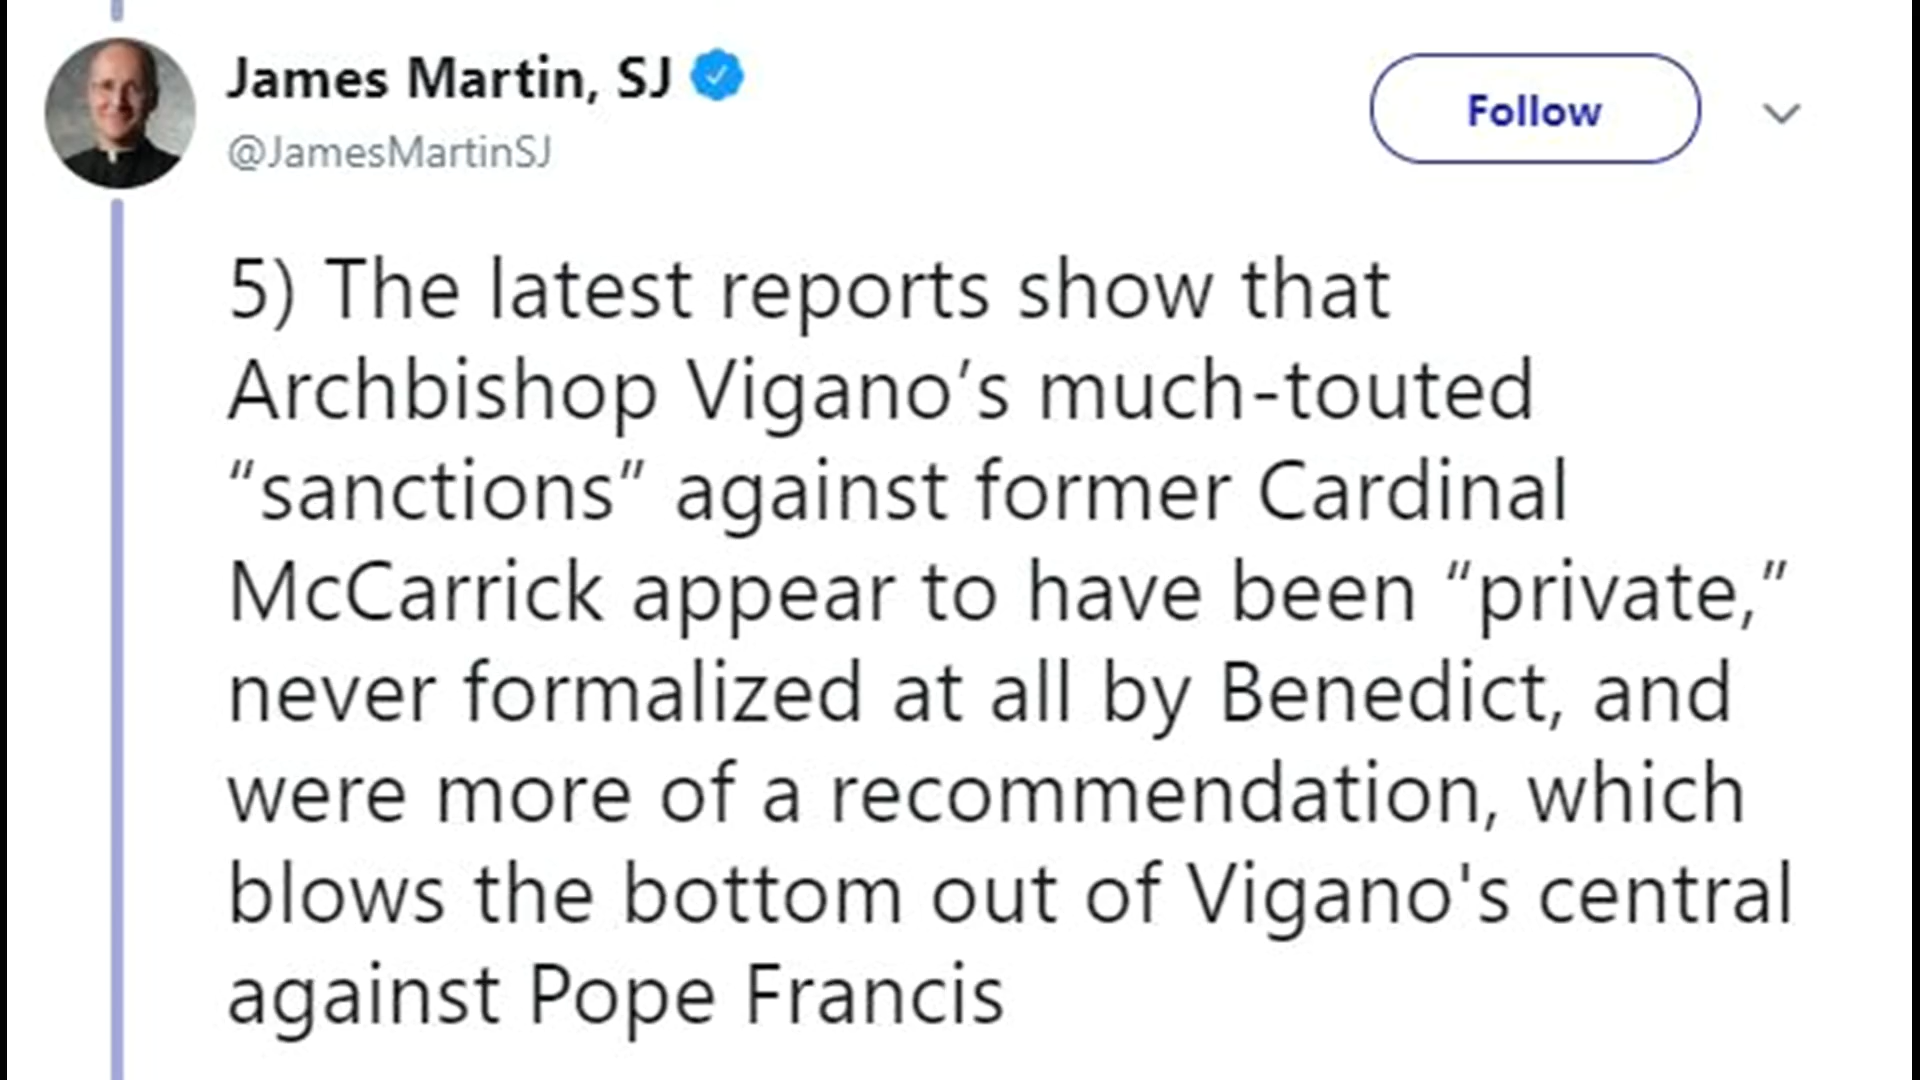 James Martin, SJ
Follow
@JamesMartinSJ
5) The latest reports show that
Archbishop Vigano’s much-touted
“sanctions” against former Cardinal
McCarrick appear to have been “private,”
never formalized at all by Benedict, and
were more of a recommendation, which
blows the bottom out of Vigano's central
against Pope Francis